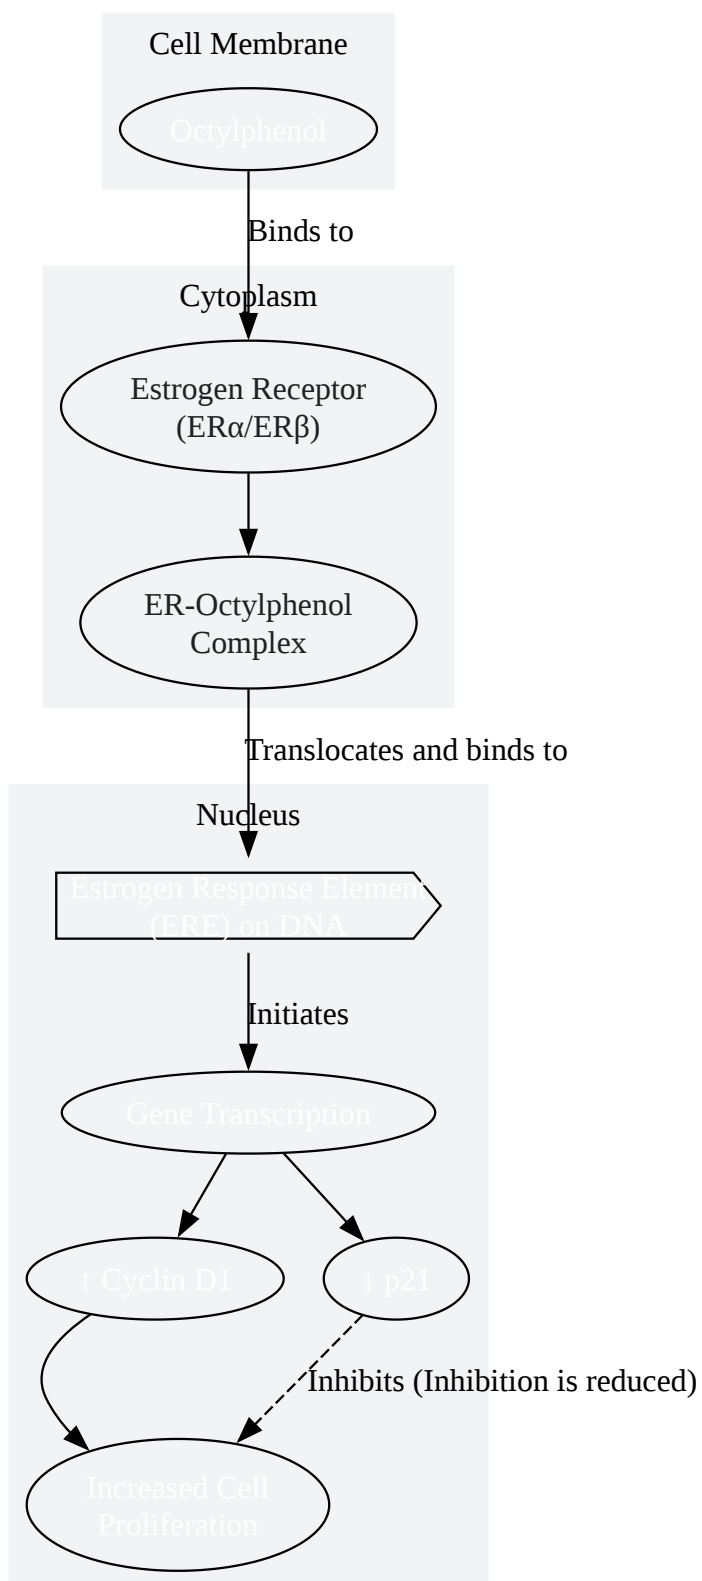 Cell Membrane
Octylphenol
Binds to
Cytoplasm
Estrogen Receptor
(ERα/ERβ)
ER-Octylphenol
Complex
Translocates and binds to
Nucleus
Estrogen Response Element
(ERE) on DNA
Initiates
Gene Transcription
↑ Cyclin D1
↓ p21
Inhibits (Inhibition is reduced)
Increased Cell
Proliferation